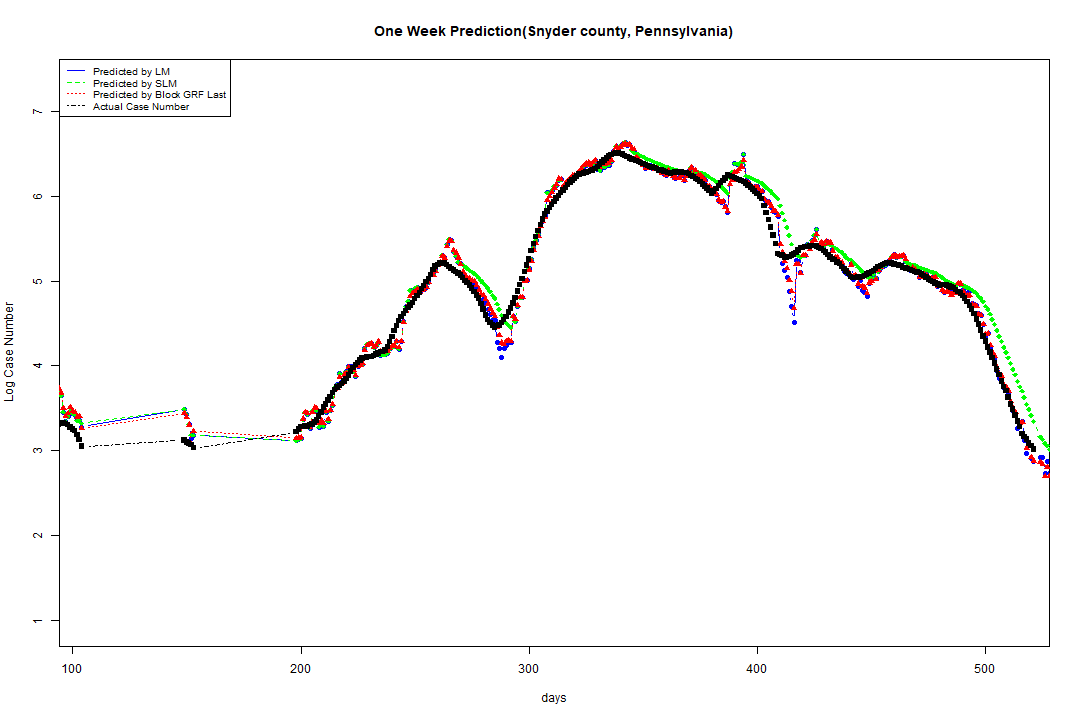 One Week Prediction(Snyder county, Pennsylvania)
Predicted by LM
Predicted by SLM
Predicted by Block GRF Last
Actual Case Number
7
6
5
4
3
2
1
Log Case Number
100 200 300 400 500
days